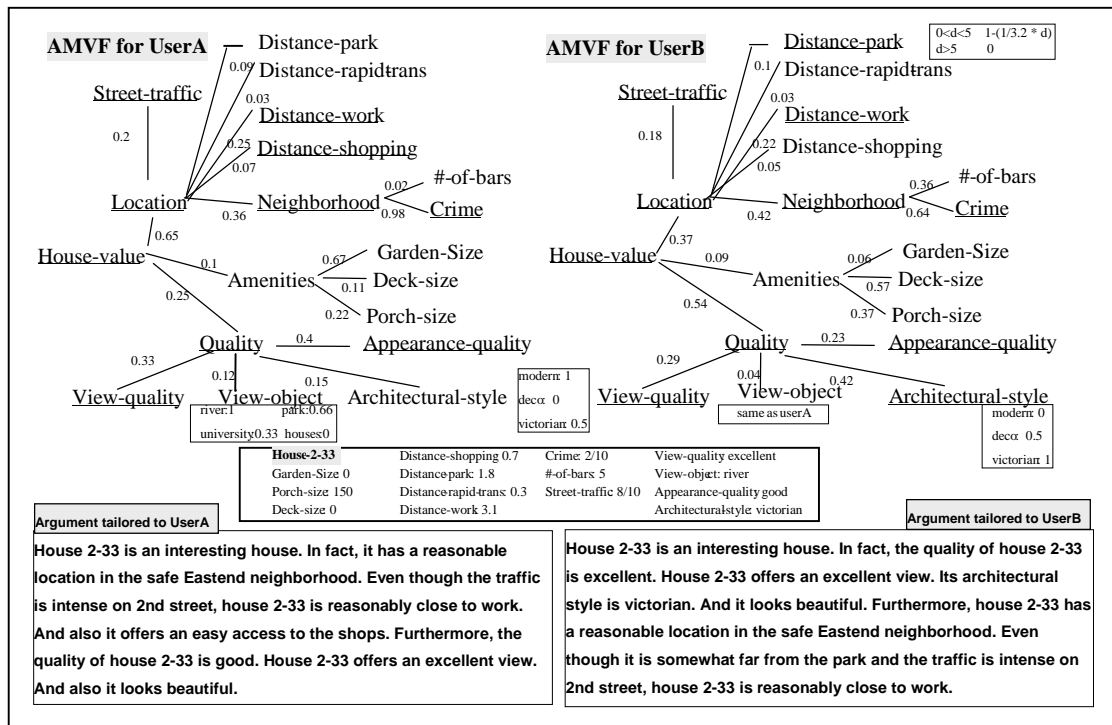 AMVF for UserA
Distance-park
0.09
Distance-rapid-trans
Street-traffic
0.03
Distance-work
0.2
0.25
Distance-shopping
0.07
0.02
#-of-bars
Location
0.36
Neighborhood
0.98
Crime
0.65
House-value
0.1
0.67
Garden-Size
Amenities
0.11
Deck-size
0.25
0.22
Porch-size
Quality
0.4
Appearance-quality
0.33
0.12
0.15
View-quality
View-object
Architectural-style
river:1 park:0.66
university:0.33 houses:0
modern: 1
deco: 0
victorian: 0.5
AMVF for UserB
Distance-park
0<d<5 1-(1/3.2 * d)
d>5 0
0.1
Distance-rapid-trans
Street-traffic
0.03
Distance-work
0.18
0.22
Distance-shopping
0.05
0.36
#-of-bars
Location
0.42
Neighborhood
0.64
Crime
0.37
House-value
0.09
0.06
Garden-Size
Amenities
0.57
Deck-size
0.54
0.37
Porch-size
Quality
0.23
Appearance-quality
0.29
0.04
0.42
View-quality
View-object
Architectural-style
same as userA
modern: 0
deco: 0.5
victorian: 1
House-2-33 Distance-shopping 0.7 Crime: 2/10 View-quality: excellent
Garden-Size: 0 Distance-park: 1.8 #-of-bars: 5 View-object: river
Porch-size: 150 Distance-rapid-trans: 0.3 Street-traffic: 8/10 Appearance-quality good
Deck-size: 0 Distance-work 3.1 Architectural-style: victorian
Argument tailored to UserA
House 2-33 is an interesting house. In fact, it has a reasonable
location in the safe Eastend neighborhood. Even though the traffic
is intense on 2nd street, house 2-33 is reasonably close to work.
And also it offers an easy access to the shops. Furthermore, the
quality of house 2-33 is good. House 2-33 offers an excellent view.
And also it looks beautiful.
Argument tailored to UserB
House 2-33 is an interesting house. In fact, the quality of house 2-33
is excellent. House 2-33 offers an excellent view. Its architectural
style is victorian. And it looks beautiful. Furthermore, house 2-33 has
a reasonable location in the safe Eastend neighborhood. Even
though it is somewhat far from the park and the traffic is intense on
2nd street, house 2-33 is reasonably close to work.